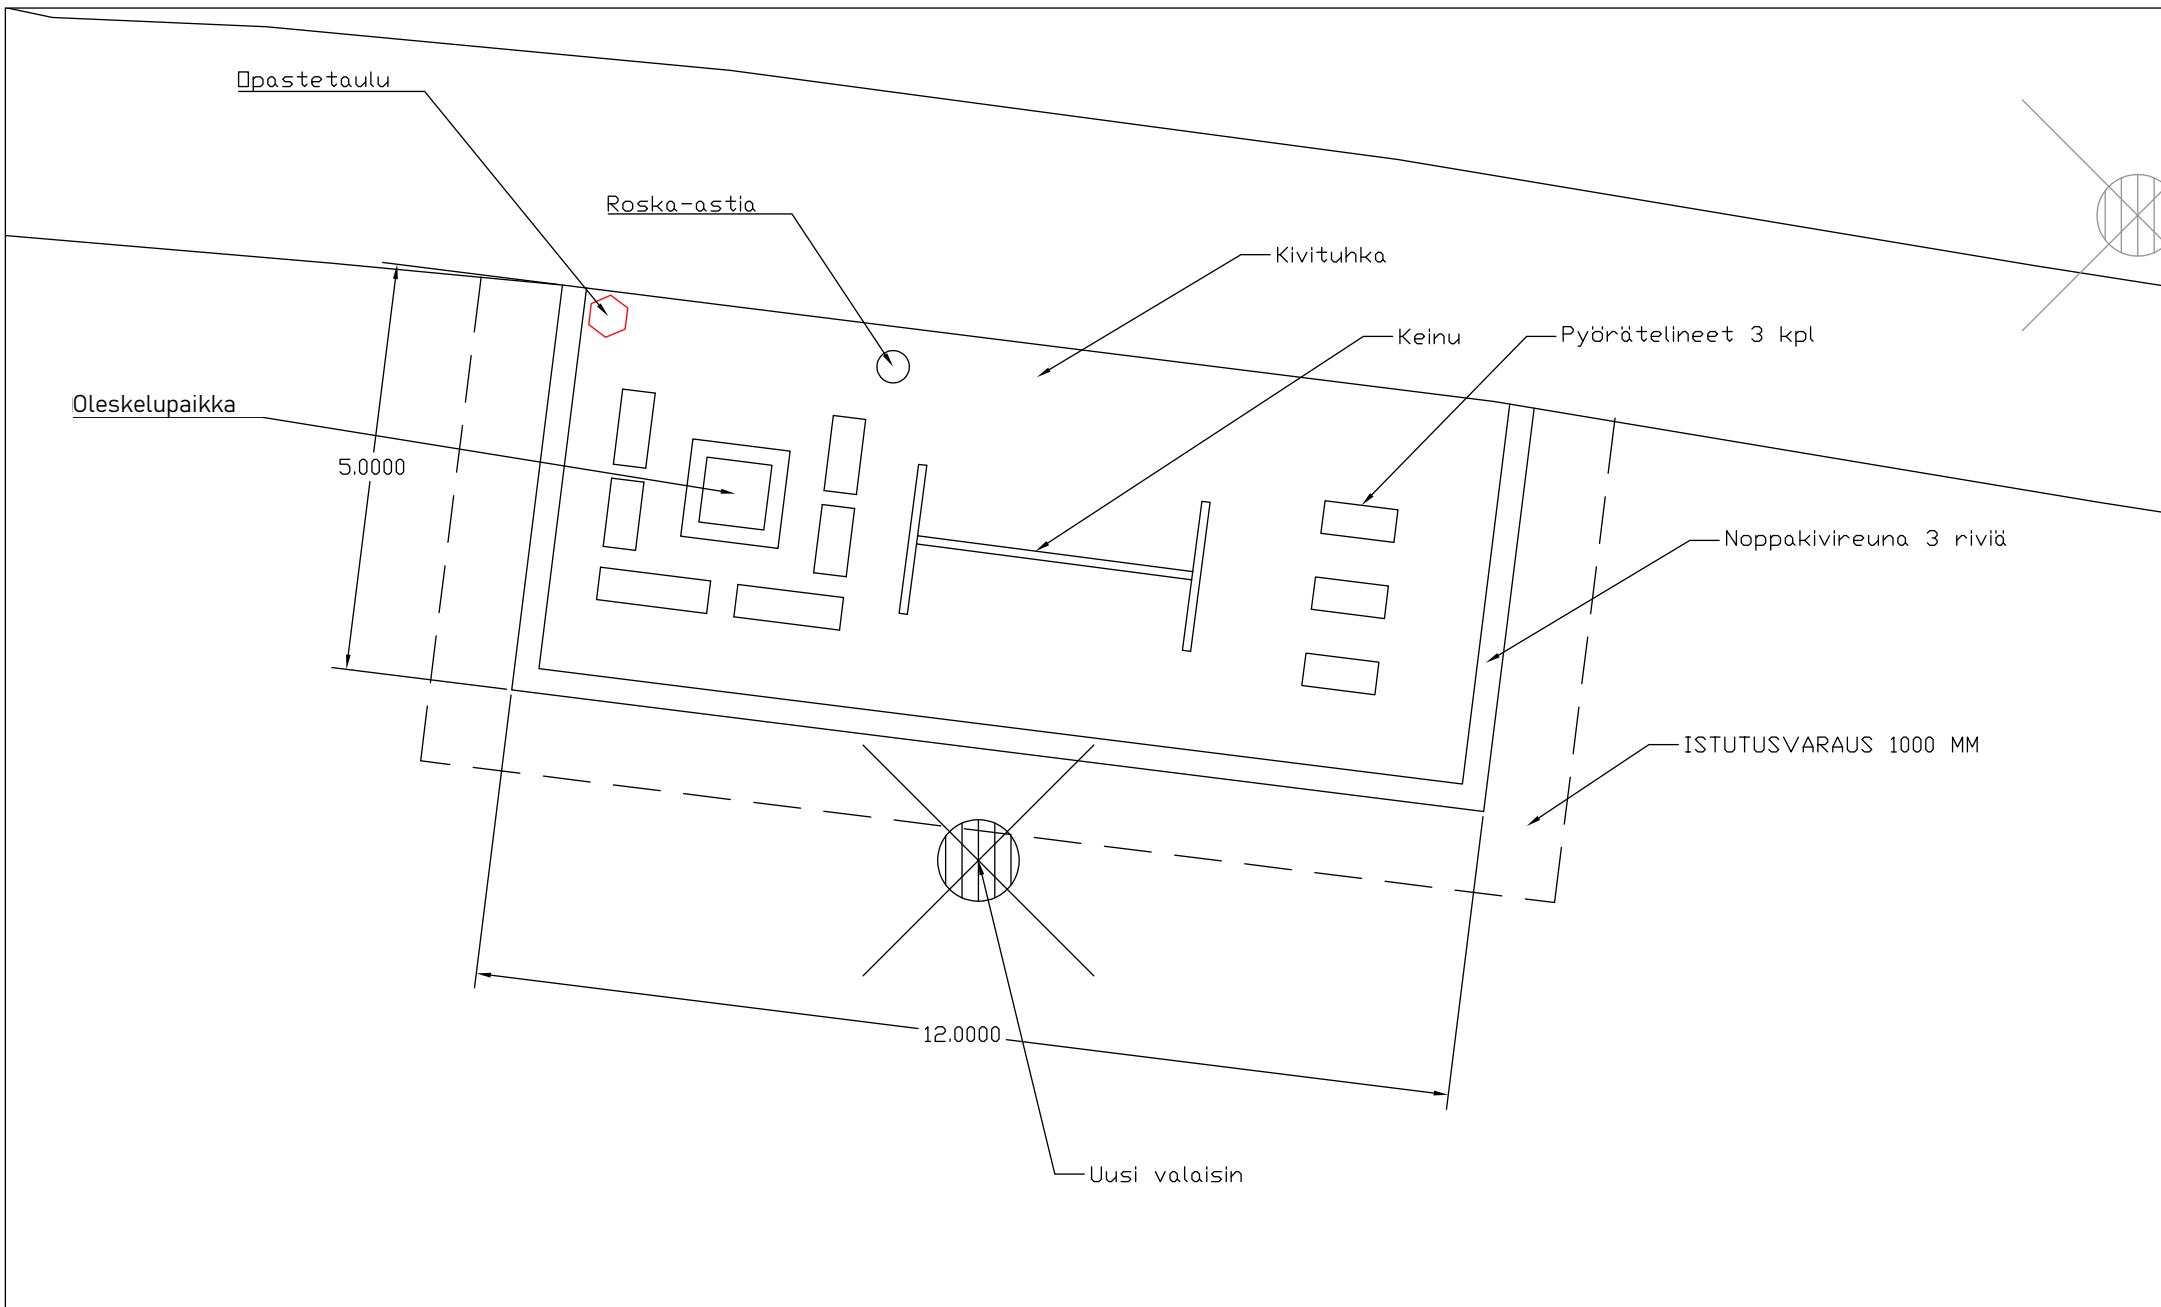 Opastetaulu
Roska-astia
Kivituhka
Keinu
Pyörätelineet 3 kpl
Oleskelupaikka
5.0000
Noppakivireuna 3 riviä
ISTUTUSVARAUS 1000 MM
12.0000
Uusi valaisin